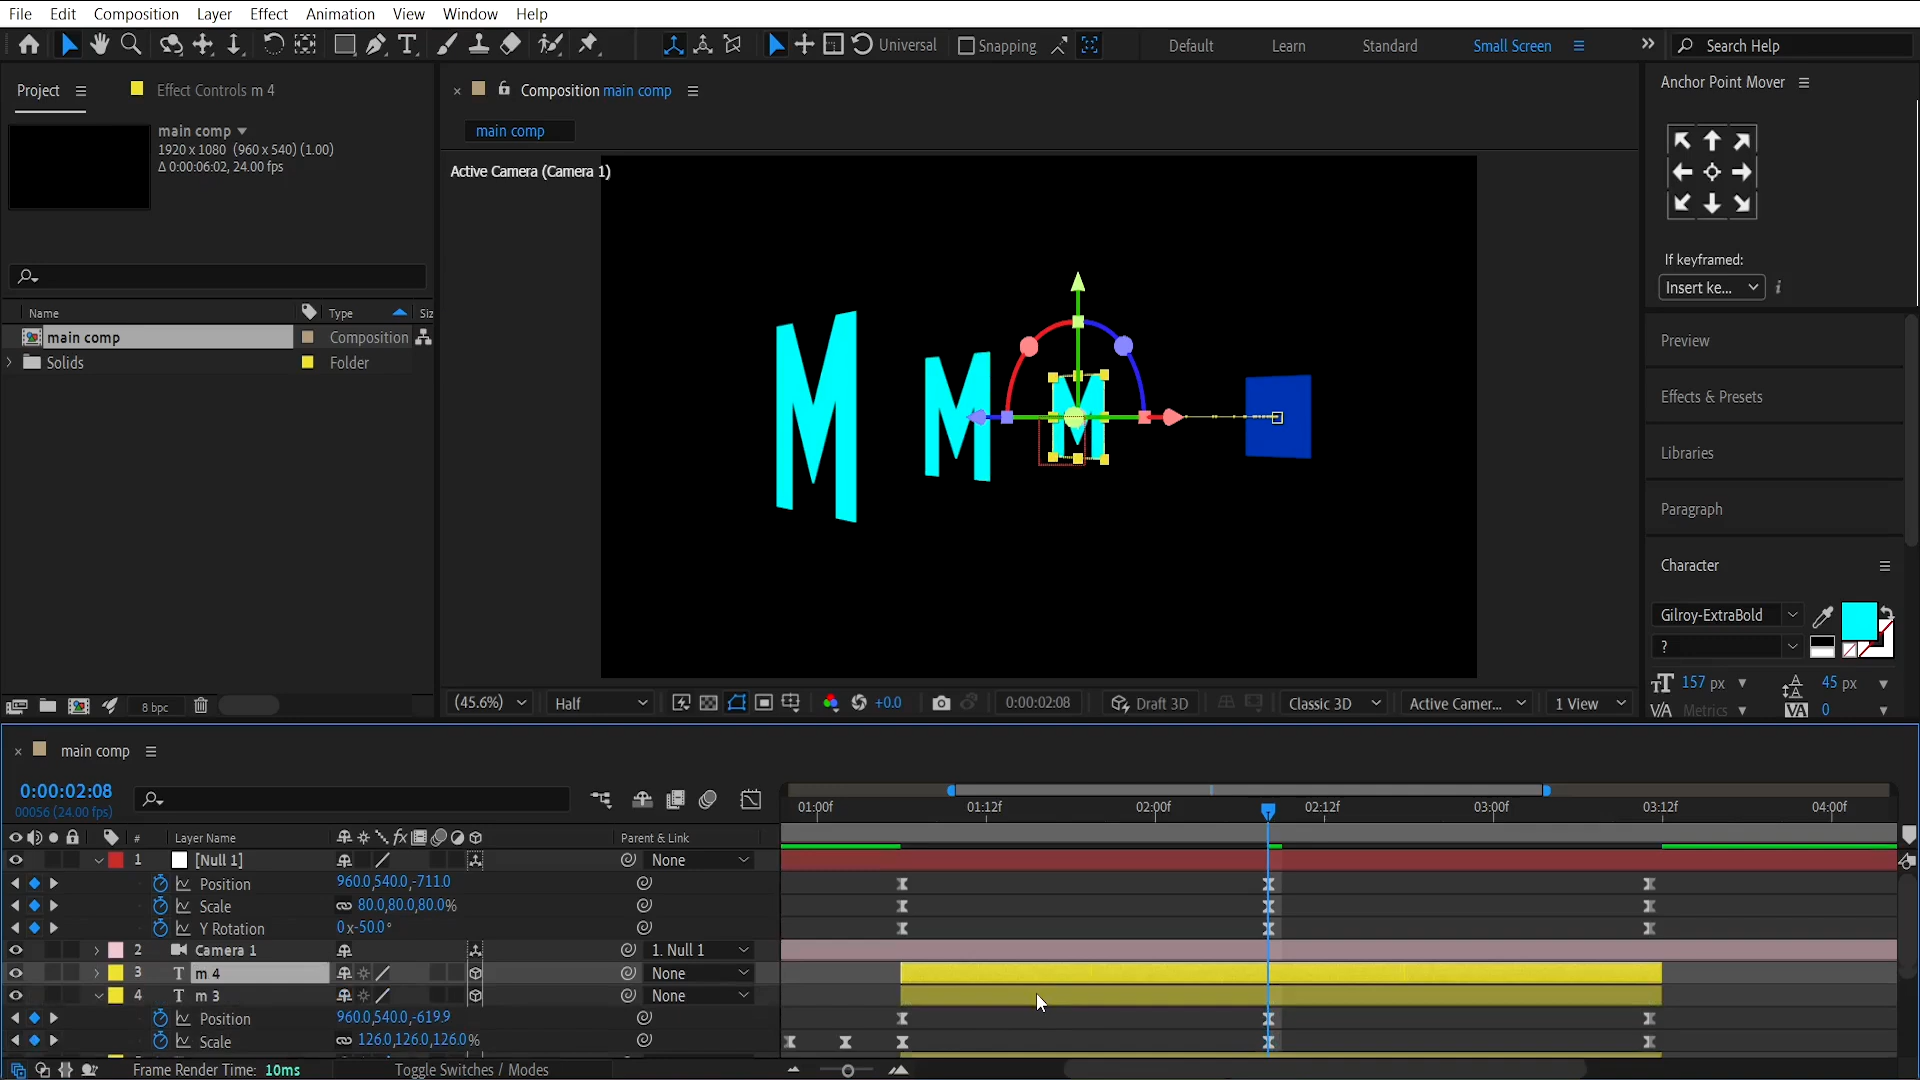 File Edit Composition Layer Effect Animation View Window Help
Universal Snapping Default Learn Standard Small Screen Search Help
Project Effect Controls m 4
main comp
1920 x 1080 (960 x 540) (1.00)
Δ 0:00:06:02, 24.00 fps
Name Type Siz
main comp Composition
Solids Folder
8 bpc
Composition main comp
main comp
Active Camera (Camera 1)
M M M
(45.6%) Half +0.0 0:00:02:08 Draft 3D Classic 3D Active Camer... 1 View
Anchor Point Mover
If keyframed:
Insert ke... i
Preview
Effects & Presets
Libraries
Paragraph
Character
Gilroy-ExtraBold
?
157 px 45 px
Metrics 0
main comp
0:00:02:08
00056 (24.00 fps)
01:00f 01:12f 02:00f 02:12f 03:00f 03:12f 04:00f
# Layer Name Parent & Link
1 [Null 1] None
Position 960.0,540.0,-711.0
Scale 80.0,80.0,80.0%
Y Rotation 0x-50.0°
2 Camera 1 1. Null 1
3 T m 4 None
4 T m 3 None
Position 960.0,540.0,-619.9
Scale 126.0,126.0,126.0%
Frame Render Time: 10ms Toggle Switches / Modes